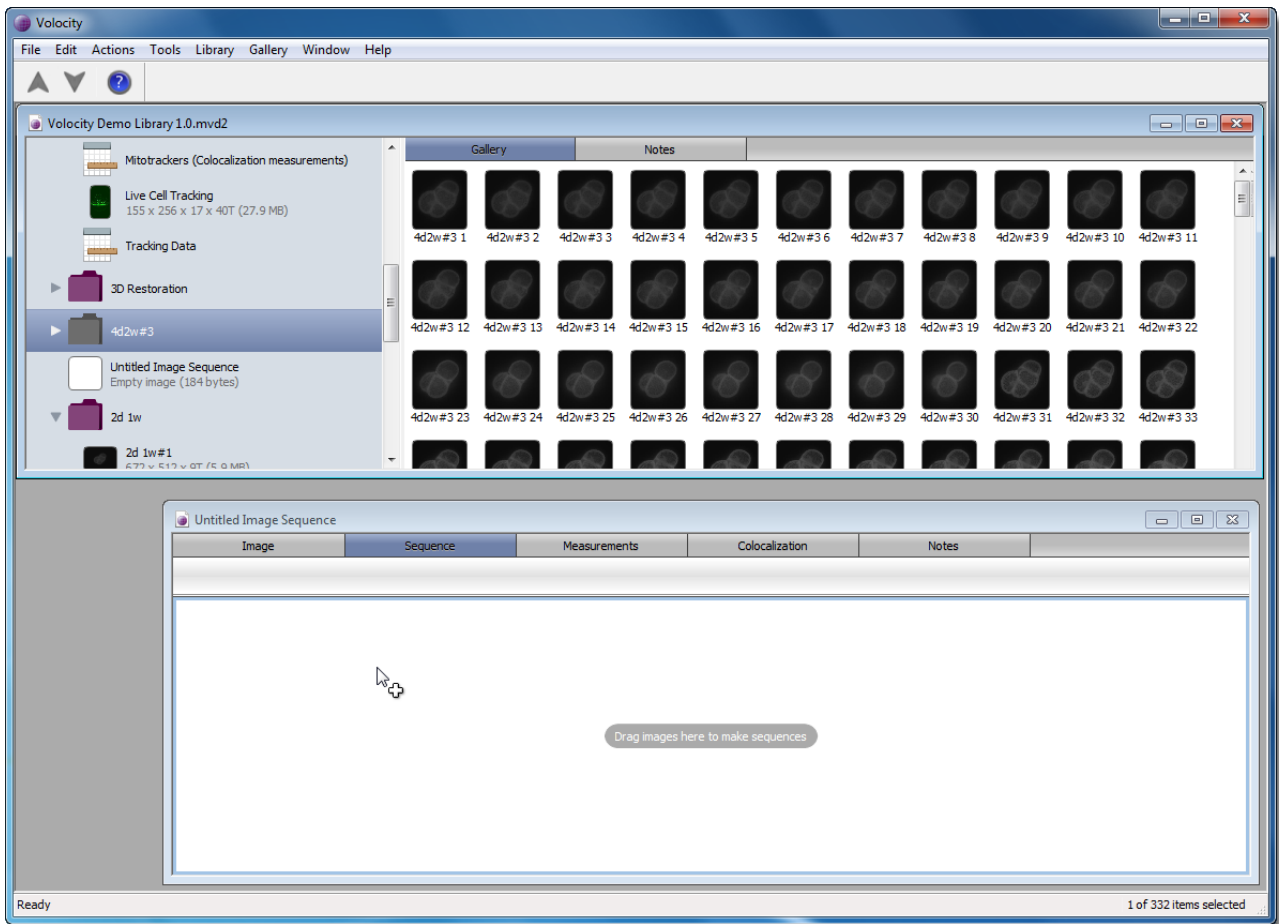 Volocity
File Edit Actions Tools Library Gallery Window Help
?
Volocity Demo Library 1.0.mvd2
Gallery Notes
Mitotrackers (Colocalization measurements)
Live Cell Tracking
155 x 256 x 17 x 40T (27.9 MB)
Tracking Data
3D Restoration
4d2w#3
Untitled Image Sequence
Empty image (184 bytes)
2d 1w
2d 1w#1
672 x 512 x 9T (5.9 MB)
4d2w#3 1 4d2w#3 2 4d2w#3 3 4d2w#3 4 4d2w#3 5 4d2w#3 6 4d2w#3 7 4d2w#3 8 4d2w#3 9 4d2w#3 10 4d2w#3 11
4d2w#3 12 4d2w#3 13 4d2w#3 14 4d2w#3 15 4d2w#3 16 4d2w#3 17 4d2w#3 18 4d2w#3 19 4d2w#3 20 4d2w#3 21 4d2w#3 22
4d2w#3 23 4d2w#3 24 4d2w#3 25 4d2w#3 26 4d2w#3 27 4d2w#3 28 4d2w#3 29 4d2w#3 30 4d2w#3 31 4d2w#3 32 4d2w#3 33
Untitled Image Sequence
Image Sequence Measurements Colocalization Notes
Drag images here to make sequences
Ready 1 of 332 items selected